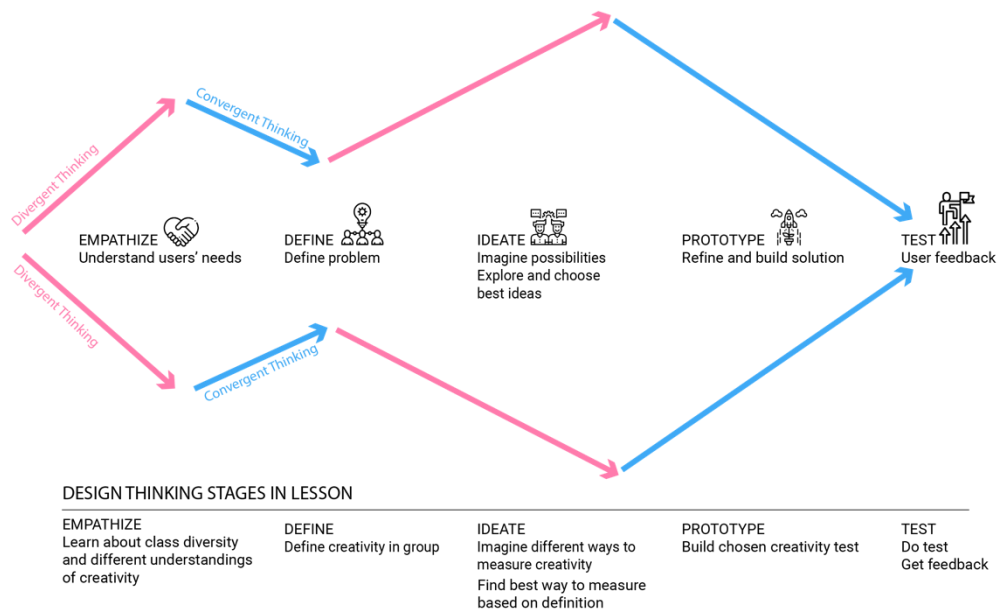 Divergent Thinking
Convergent Thinking
EMPATHIZE
Understand users' needs
DEFINE
Define problem
IDEATE
Imagine possibilities
Explore and choose
best ideas
PROTOTYPE
Refine and build solution
TEST
User feedback
Divergent Thinking
Convergent Thinking
DESIGN THINKING STAGES IN LESSON
EMPATHIZE
Learn about class diversity
and different understandings
of creativity
DEFINE
Define creativity in group
IDEATE
Imagine different ways to
measure creativity
Find best way to measure
based on definition
PROTOTYPE
Build chosen creativity test
TEST
Do test
Get feedback